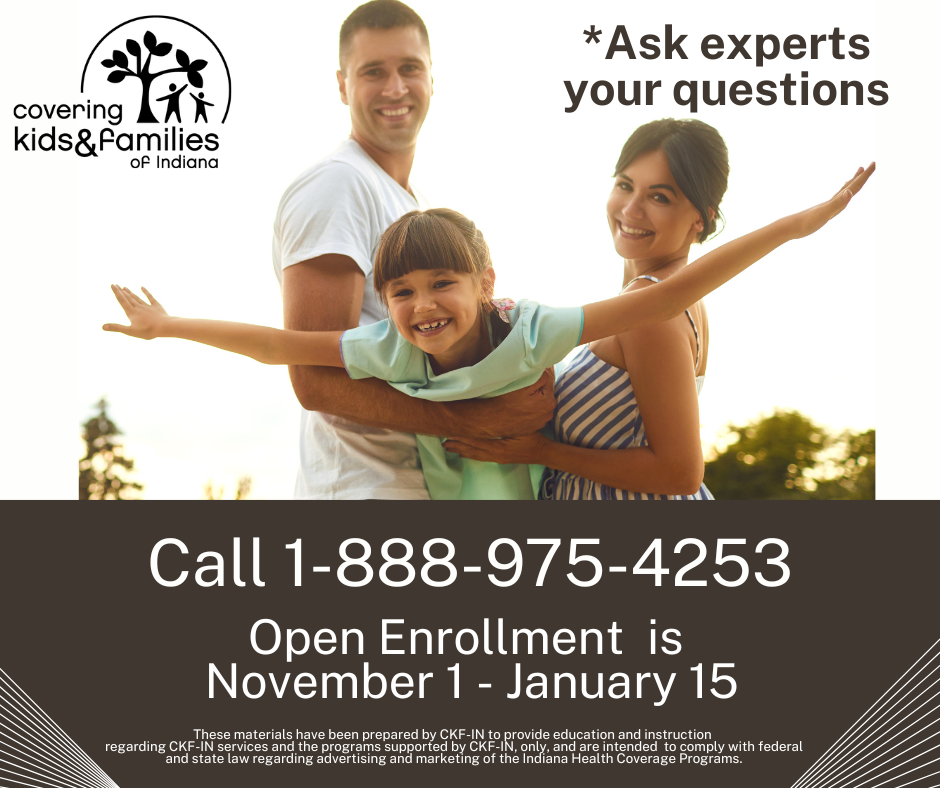 covering
kids&families
of Indiana
*Ask experts
your questions
Call 1-888-975-4253
Open Enrollment is
November 1 - January 15
These materials have been prepared by CKF-IN to provide education and instruction
regarding CKF-IN services and the programs supported by CKF-IN, only, and are intended to comply with federal
and state law regarding advertising and marketing of the Indiana Health Coverage Programs.